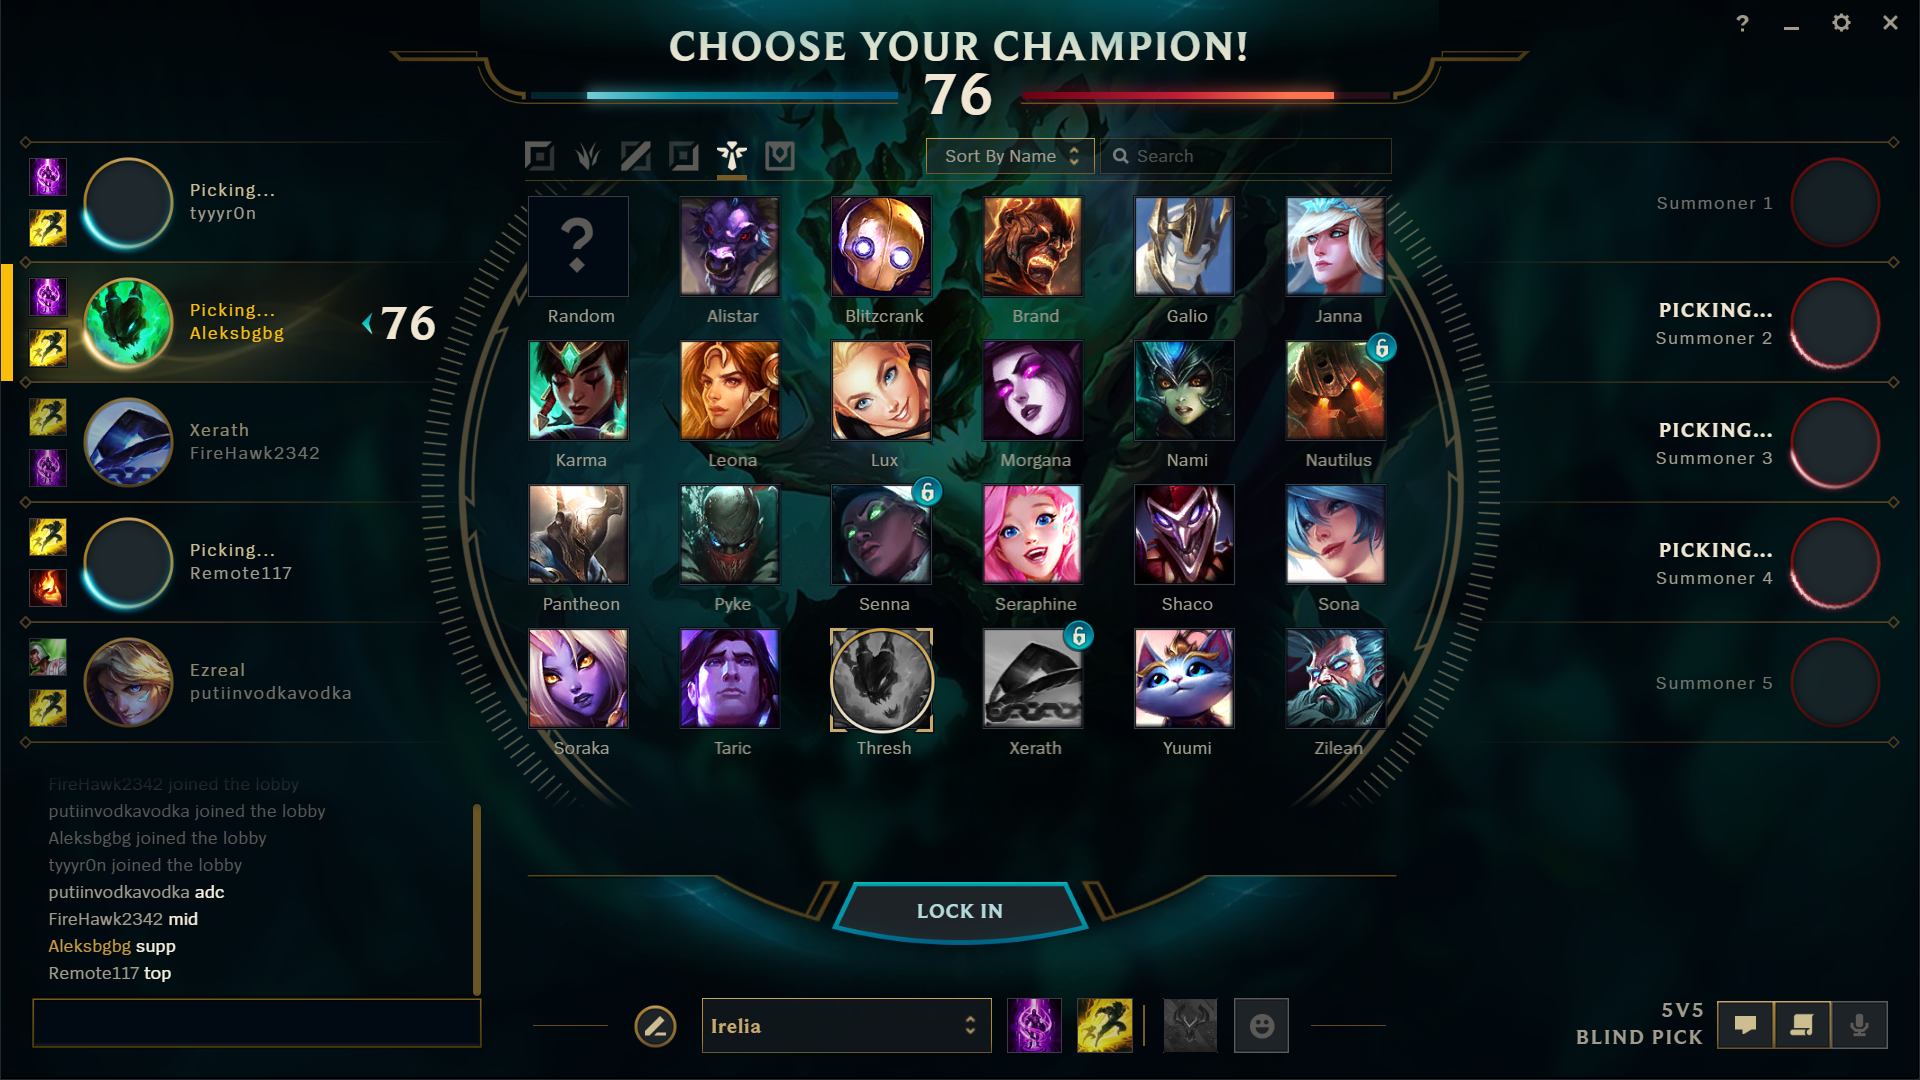 CHOOSE YOUR CHAMPION!
76
?
Sort By Name
Search
Picking...
tyyyr0n
Picking...
Aleksbgbg
76
Xerath
FireHawk2342
Picking...
Remote117
Ezreal
putiinvodkavodka
Random
Alistar
Blitzcrank
Brand
Galio
Janna
Karma
Leona
Lux
Morgana
Nami
Nautilus
Pantheon
Pyke
Senna
Seraphine
Shaco
Sona
Soraka
Taric
Thresh
Xerath
Yuumi
Zilean
Summoner 1
PICKING...
Summoner 2
PICKING...
Summoner 3
PICKING...
Summoner 4
Summoner 5
FireHawk2342 joined the lobby
putiinvodkavodka joined the lobby
Aleksbgbg joined the lobby
tyyyr0n joined the lobby
putiinvodkavodka adc
FireHawk2342 mid
Aleksbgbg supp
Remote117 top
LOCK IN
Irelia
5V5
BLIND PICK